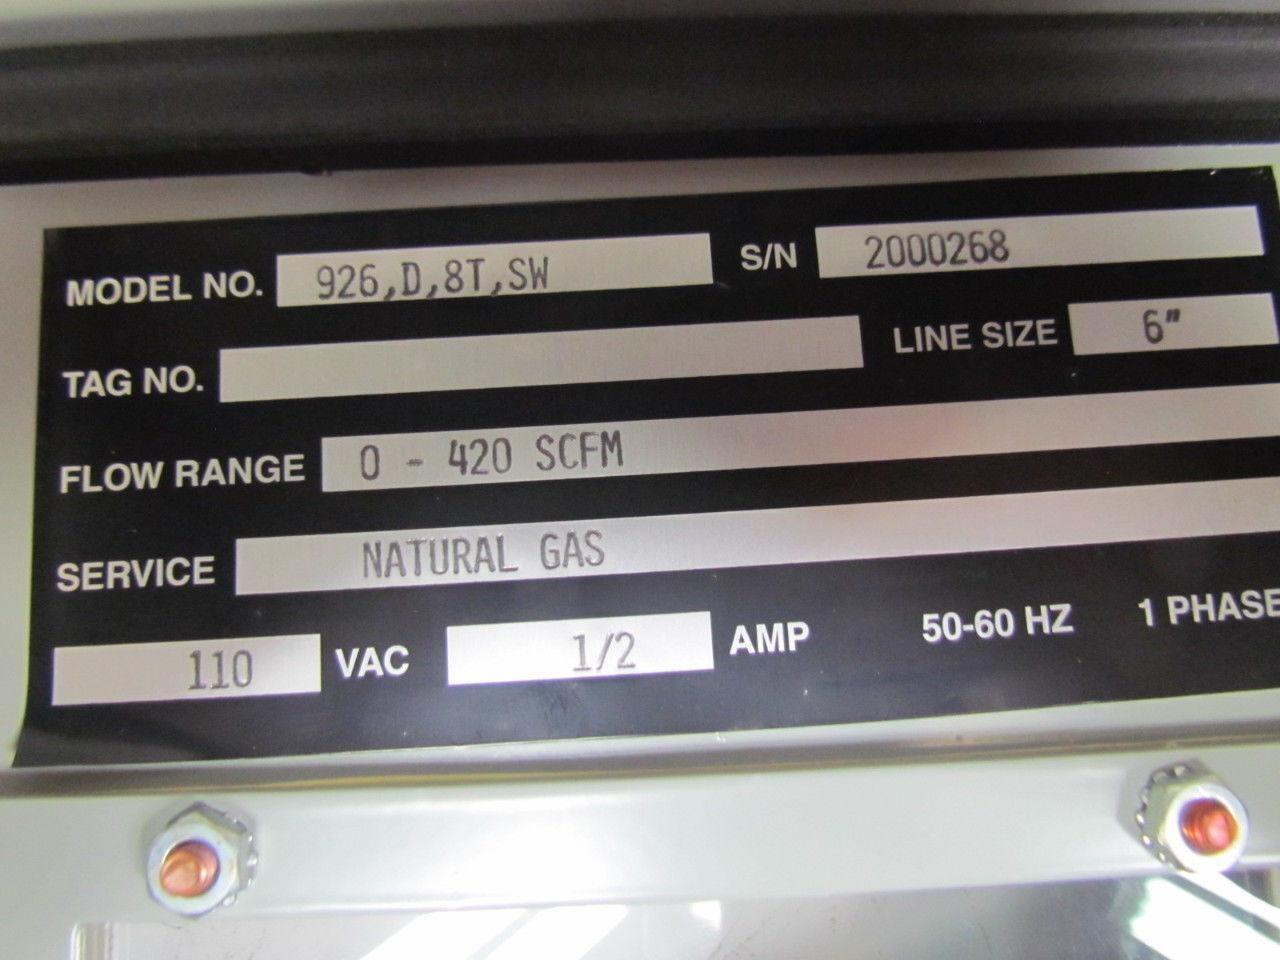 MODEL NO. 926,D,8T,SW S/N 2000268
TAG NO. LINE SIZE 6"
FLOW RANGE 0 - 420 SCFM
SERVICE NATURAL GAS
110 VAC 1/2 AMP 50-60 HZ 1 PHASE